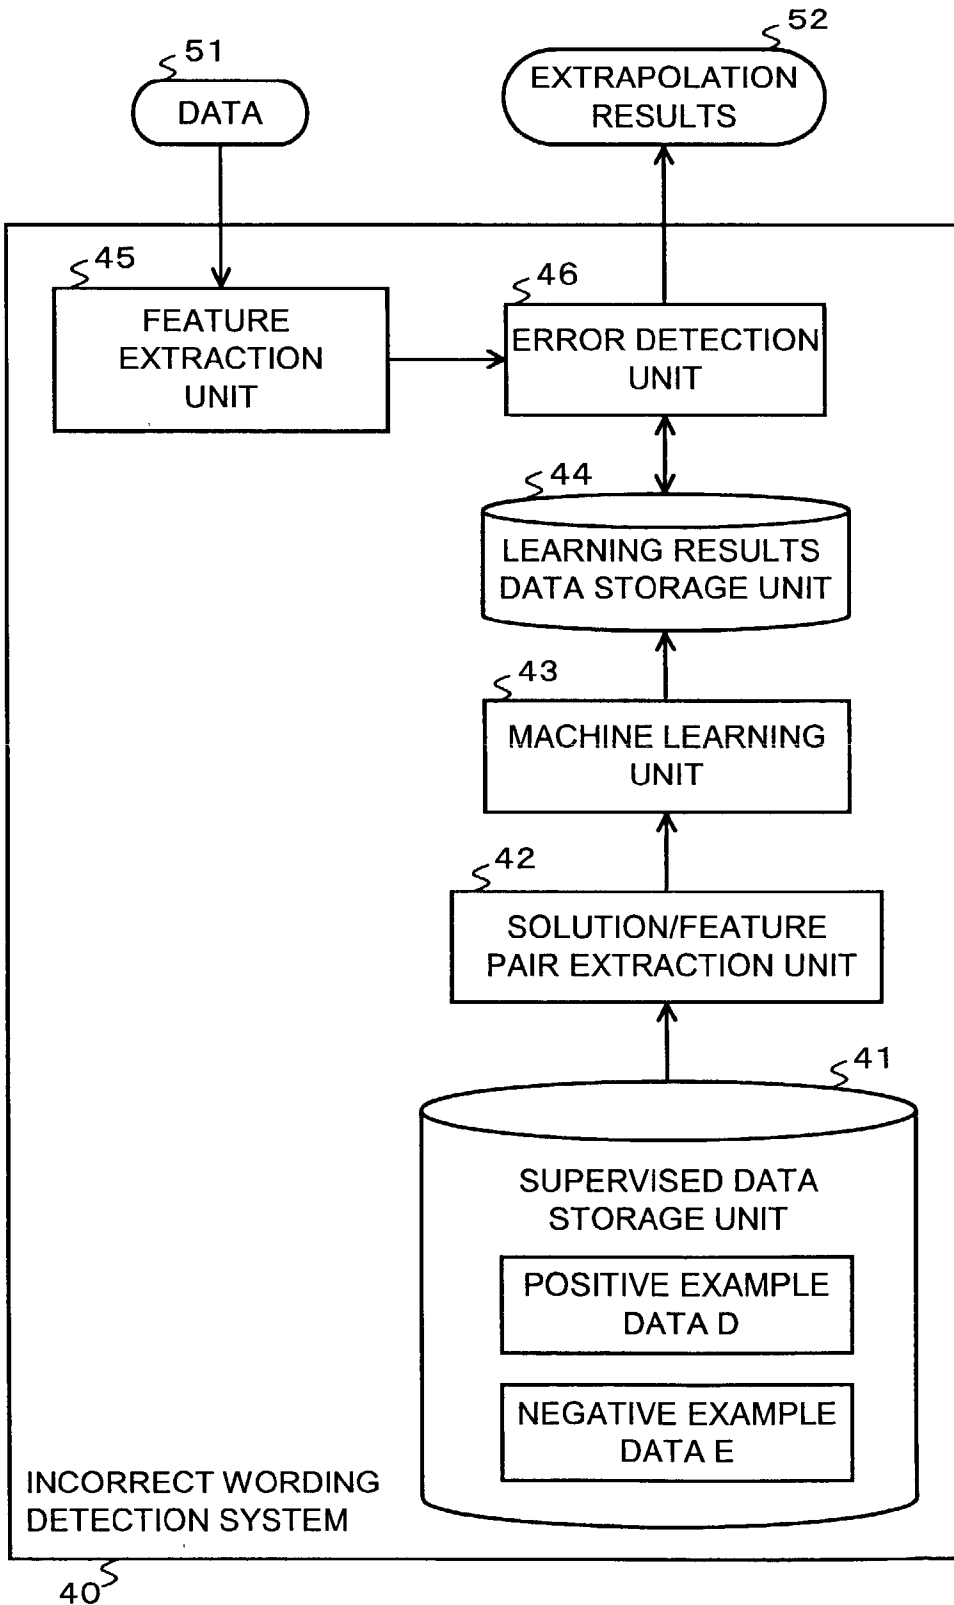 51
DATA
52
EXTRAPOLATION
RESULTS
45
FEATURE
EXTRACTION
UNIT
46
ERROR DETECTION
UNIT
44
LEARNING RESULTS
DATA STORAGE UNIT
43
MACHINE LEARNING
UNIT
42
SOLUTION/FEATURE
PAIR EXTRACTION UNIT
41
SUPERVISED DATA
STORAGE UNIT
POSITIVE EXAMPLE
DATA D
NEGATIVE EXAMPLE
DATA E
INCORRECT WORDING
DETECTION SYSTEM
40